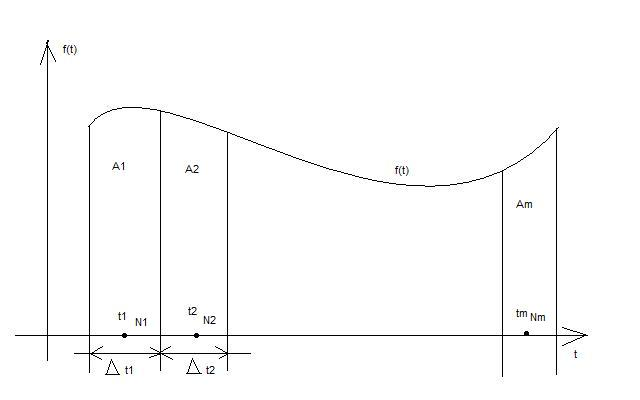 f(t)
A1
A2
f(t)
Am
t1 N1
t2 N2
tm Nm
t
Δ t1
Δ t2